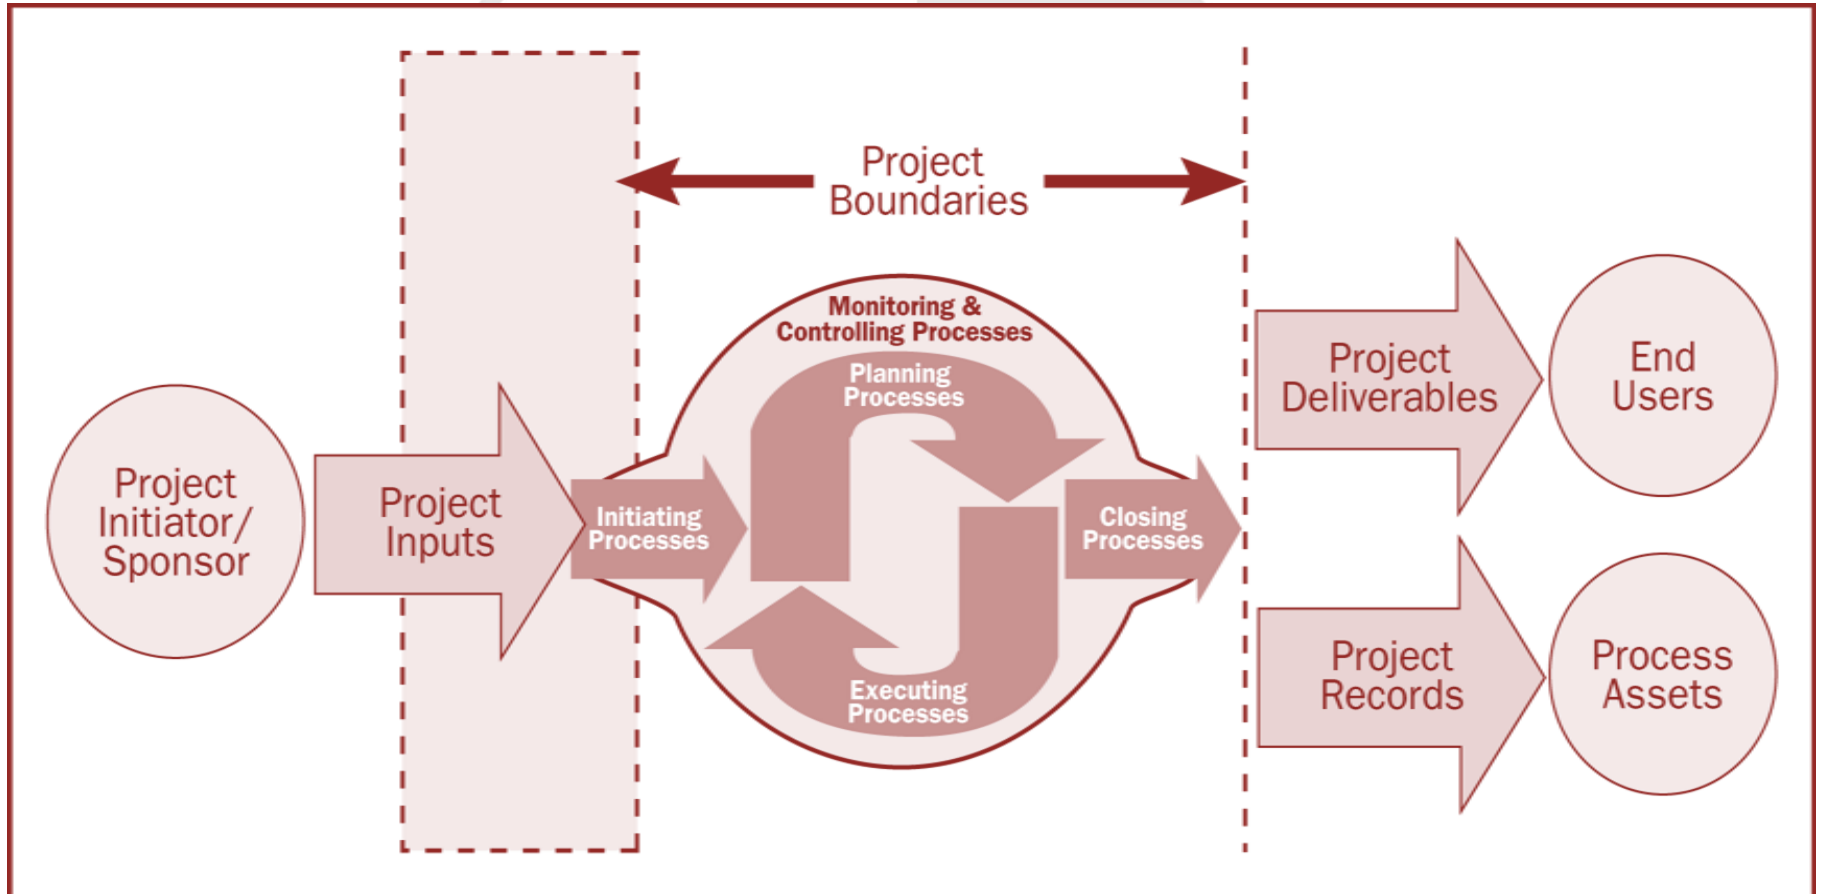 Project
Boundaries
Monitoring &
Controlling Processes
Planning
Processes
Project
Initiator/
Sponsor
Project
Inputs
Initiating
Processes
Closing
Processes
Executing
Processes
Project
Deliverables
End
Users
Project
Records
Process
Assets